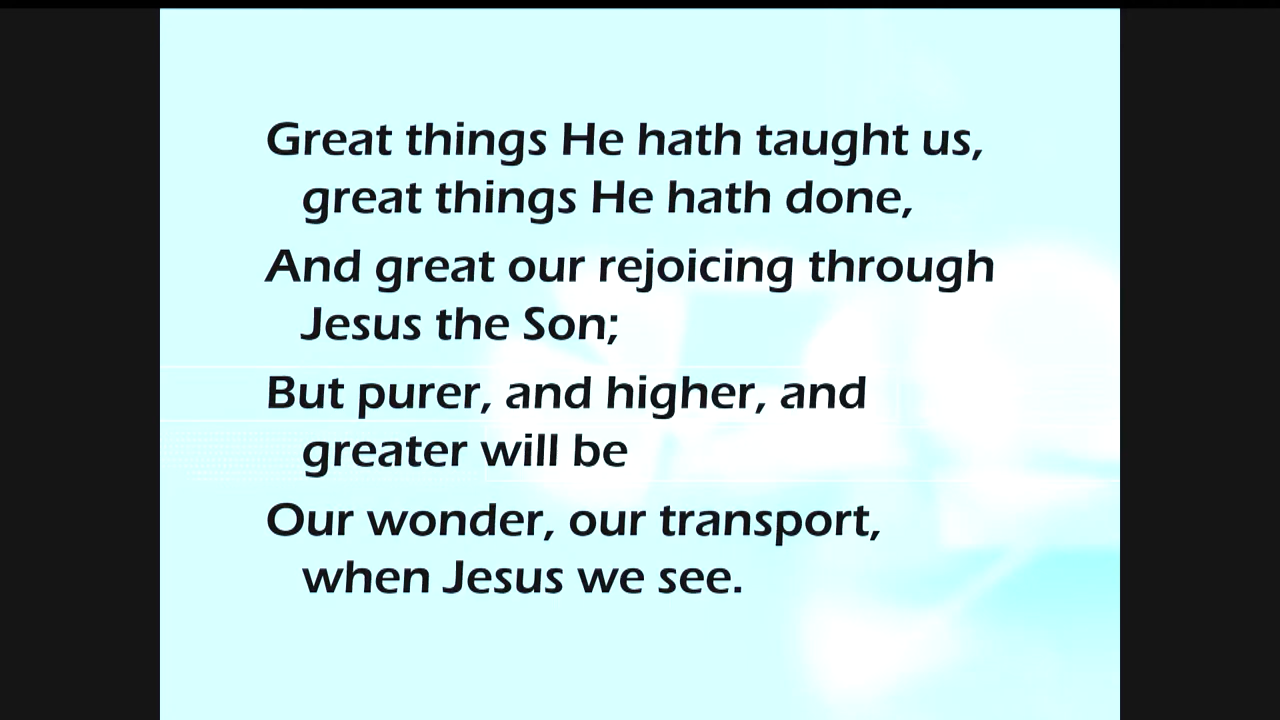 Great things He hath taught us,
great things He hath done,
And great our rejoicing through
Jesus the Son;
But purer, and higher, and
greater will be
Our wonder, our transport,
when Jesus we see.